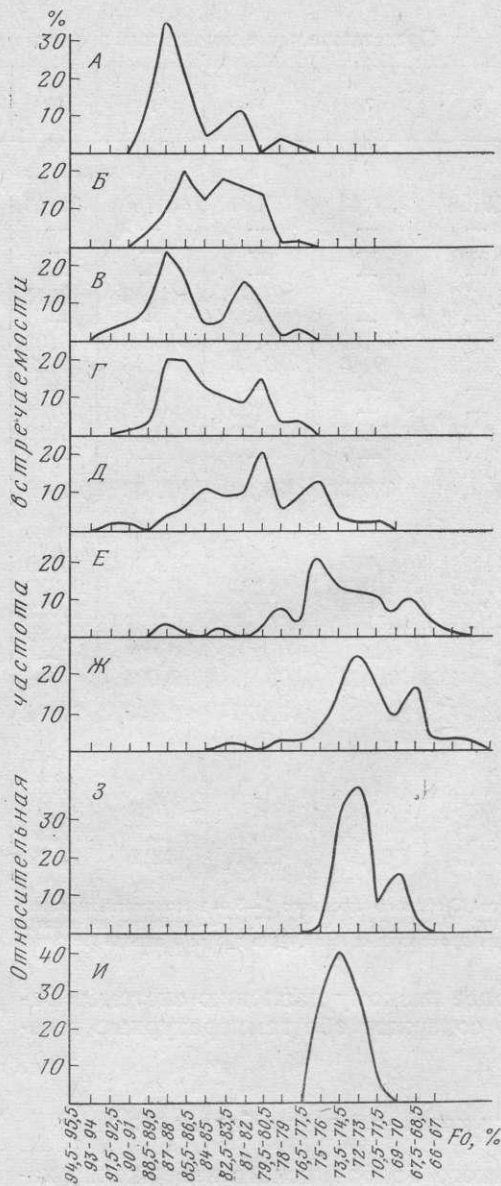 %
30
А
20
10
Б
20
10
В
20
10
Г
20
10
Д
20
10
Е
20
10
Ж
20
10
З
30
20
10
И
40
30
20
10
Относительная частота встречаемости
94,5 - 95,5
93 - 94
91,5 - 92,5
90 - 91
88,5 - 89,5
87 - 88
85,5 - 86,5
84 - 85
82,5 - 83,5
81 - 82
79,5 - 80,5
78 - 79
76,5 - 77,5
75 - 76
73,5 - 74,5
72 - 73
70,5 - 71,5
69 - 70
67,5 - 68,5
66 - 67
Fo, %